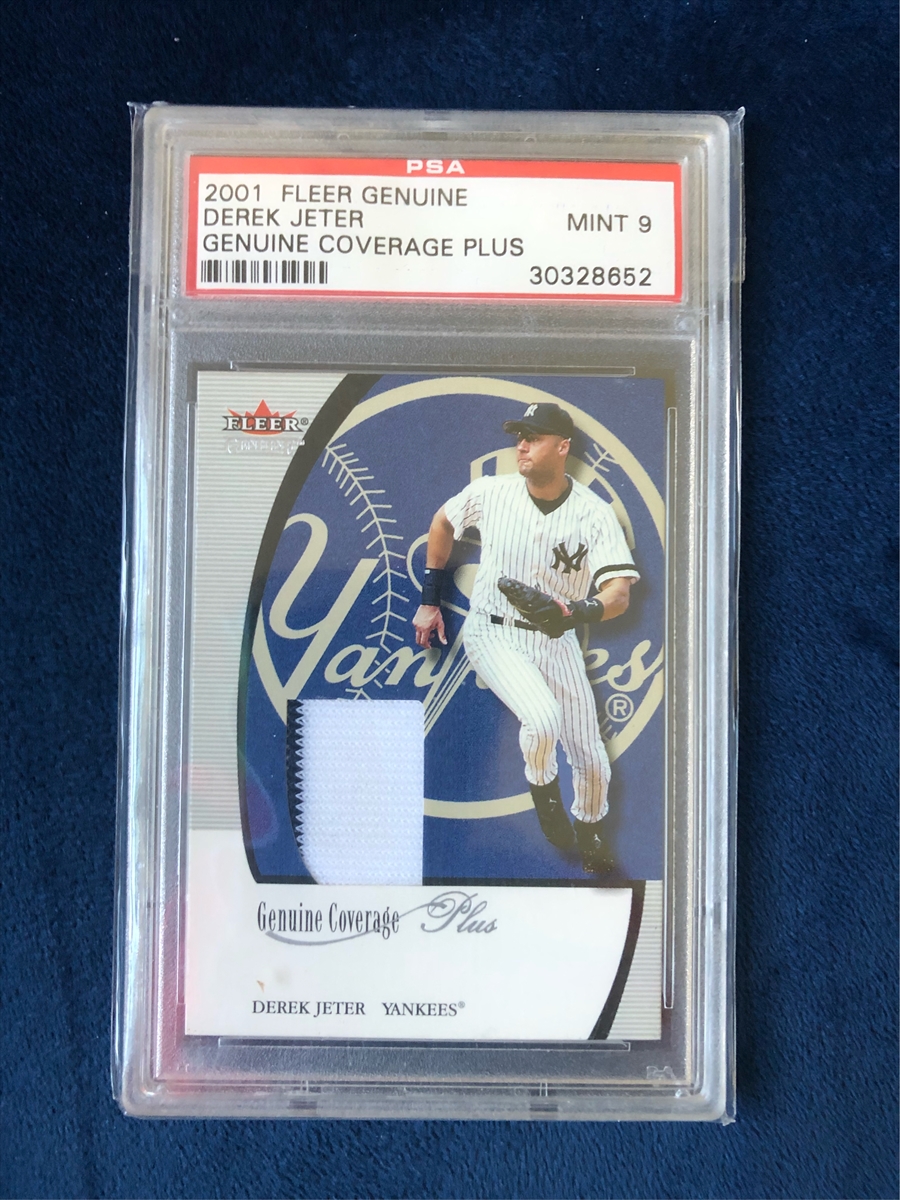 PSA
2001 FLEER GENUINE
DEREK JETER MINT 9
GENUINE COVERAGE PLUS
30328652
FLEER®
Yankees
®
NY
Genuine Coverage Plus
DEREK JETER YANKEES®